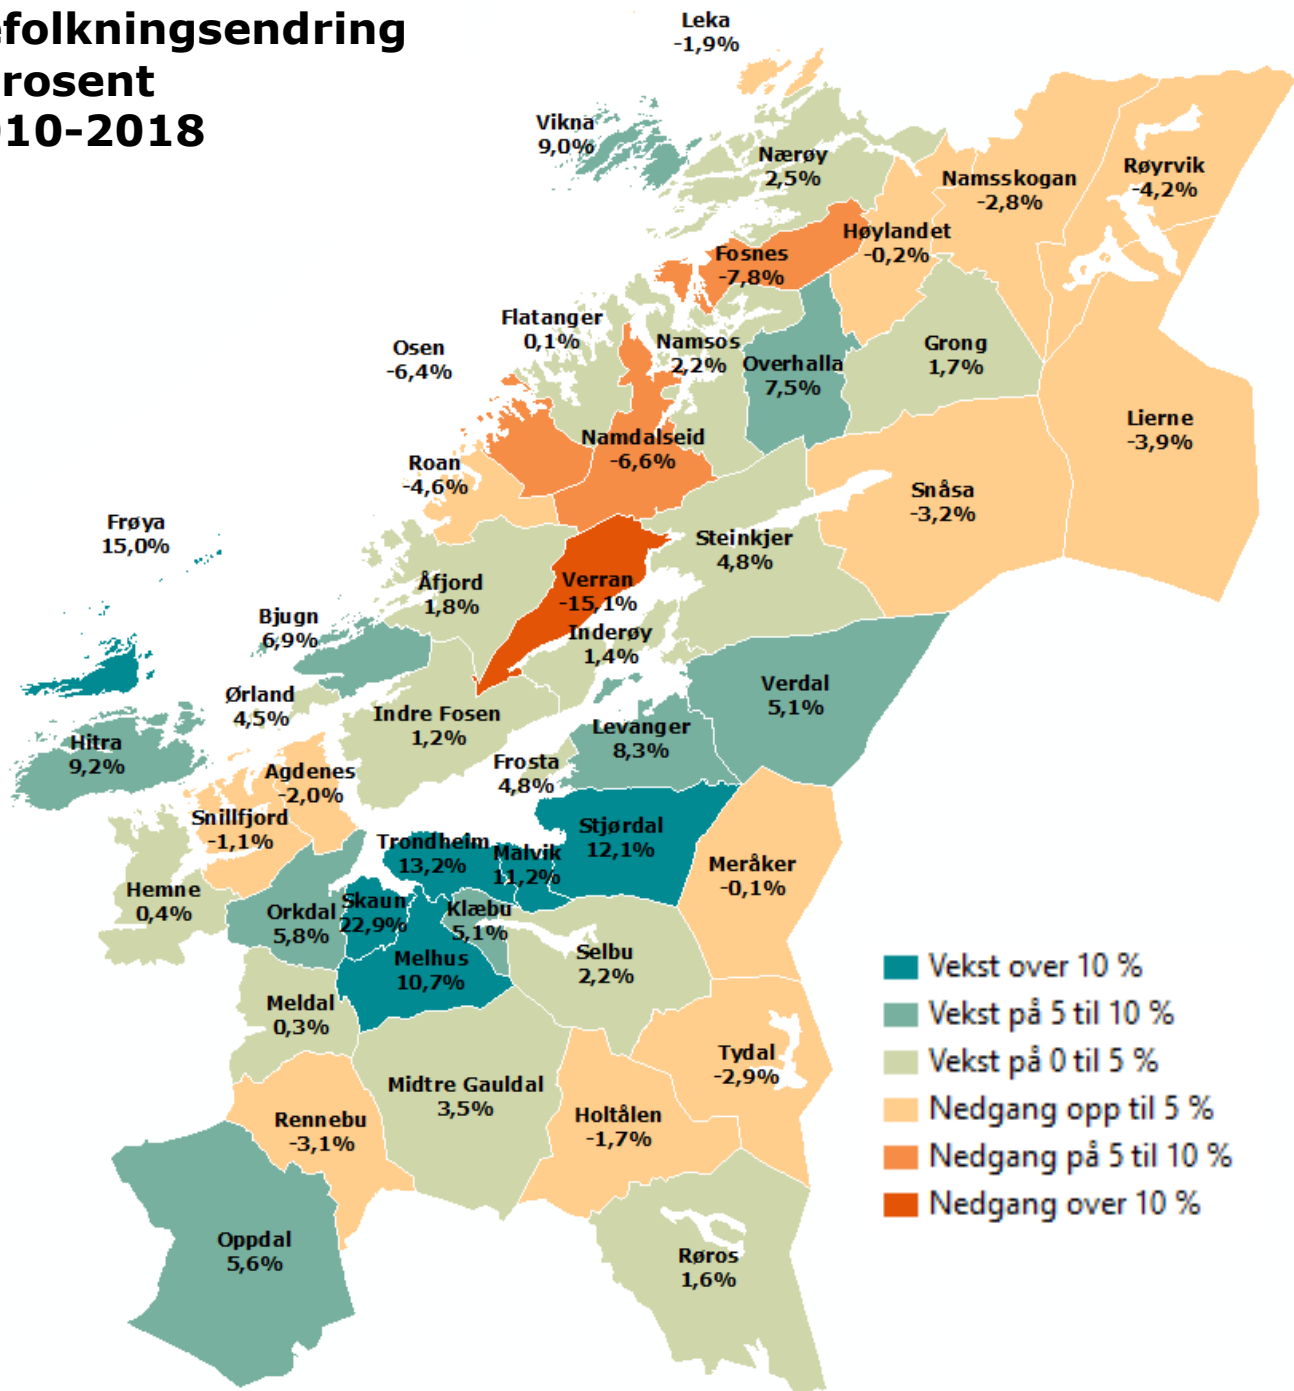 efolkningsendring
rosent
010-2018
Leka
-1,9%
Vikna
9,0%
Nærøy
2,5%
Namsskogan
-2,8%
Røyrvik
-4,2%
Høylandet
-0,2%
Fosnes
-7,8%
Flatanger
0,1%
Namsos
2,2%
Overhalla
7,5%
Grong
1,7%
Osen
-6,4%
Lierne
-3,9%
Namdalseid
-6,6%
Roan
-4,6%
Snåsa
-3,2%
Frøya
15,0%
Steinkjer
4,8%
Åfjord
1,8%
Verran
-15,1%
Bjugn
6,9%
Inderøy
1,4%
Verdal
5,1%
Ørland
4,5%
Indre Fosen
1,2%
Levanger
8,3%
Hitra
9,2%
Frosta
4,8%
Agdenes
-2,0%
Snillfjord
-1,1%
Stjørdal
12,1%
Trondheim
13,2%
Malvik
11,2%
Meråker
-0,1%
Hemne
0,4%
Orkdal
5,8%
Skaun
22,9%
Klæbu
5,1%
Melhus
10,7%
Selbu
2,2%
Meldal
0,3%
Tydal
-2,9%
Midtre Gauldal
3,5%
Holtålen
-1,7%
Rennebu
-3,1%
Oppdal
5,6%
Røros
1,6%
Vekst over 10 %
Vekst på 5 til 10 %
Vekst på 0 til 5 %
Nedgang opp til 5 %
Nedgang på 5 til 10 %
Nedgang over 10 %